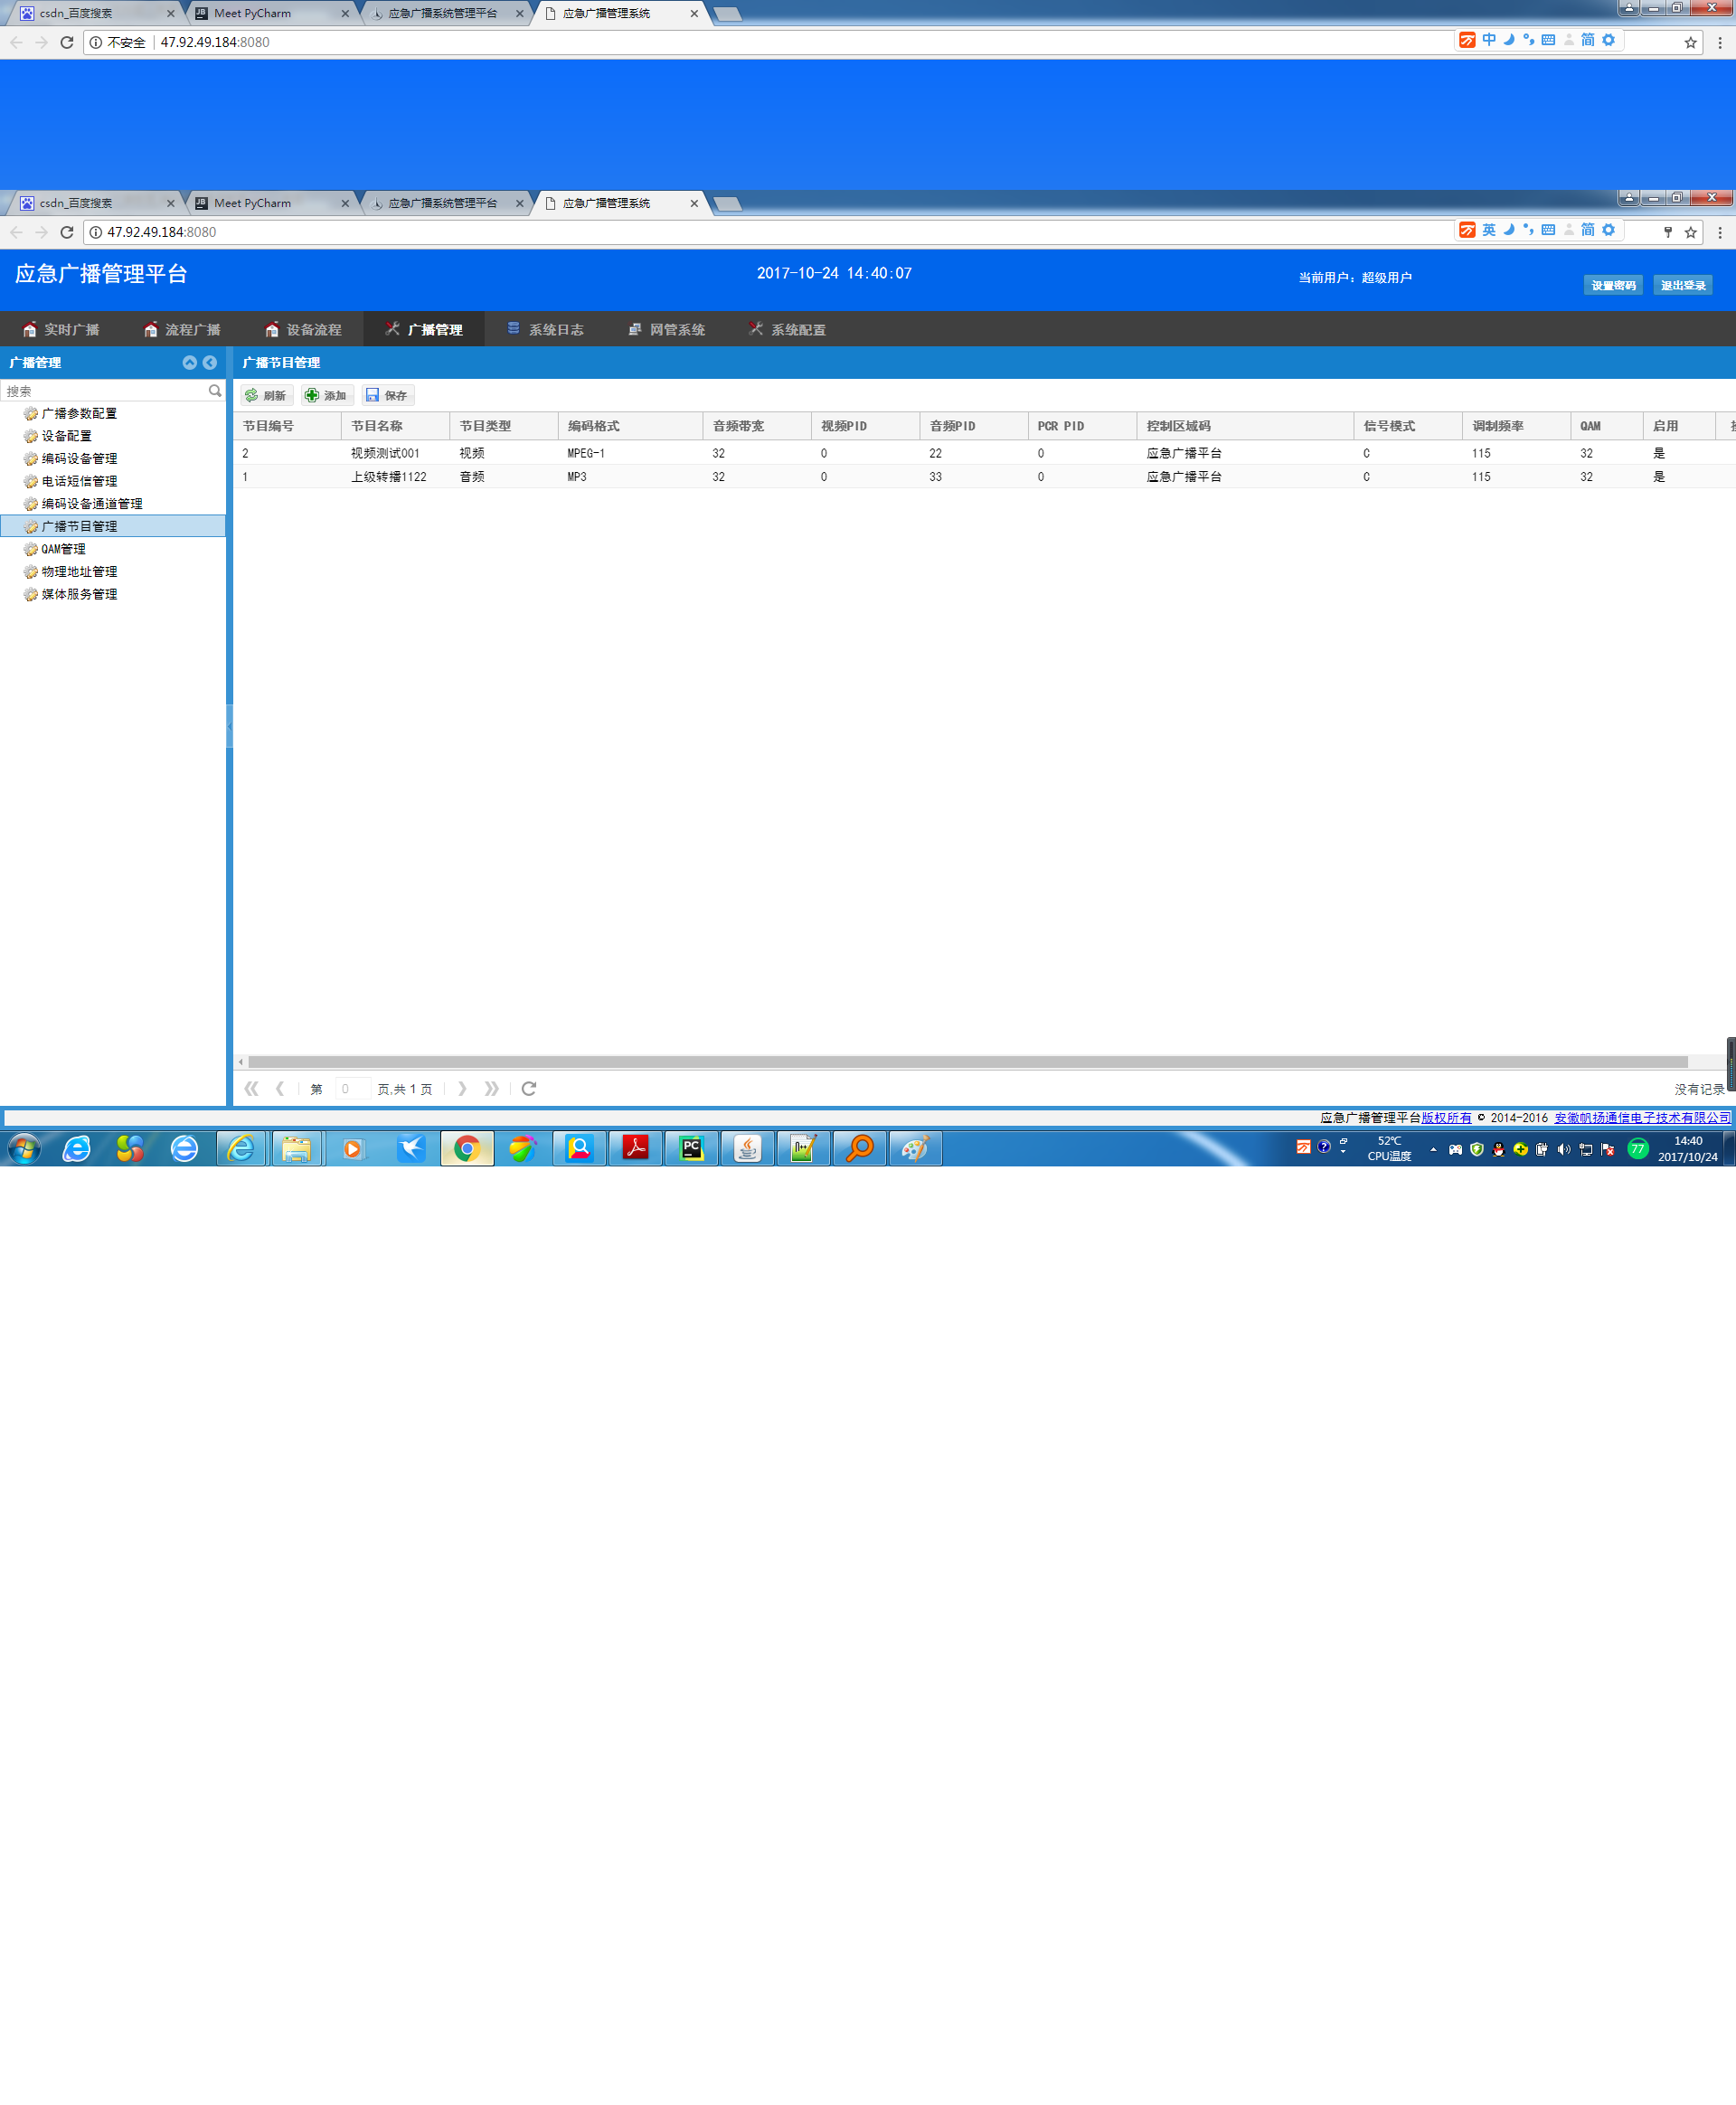 csdn_百度搜索 Meet PyCharm 应急广播系统管理平台 应急广播管理系统
不安全 47.92.49.184:8080 中 简
csdn_百度搜索 Meet PyCharm 应急广播系统管理平台 应急广播管理系统
47.92.49.184:8080 英 简
应急广播管理平台 2017-10-24 14:40:07 当前用户：超级用户 设置密码 退出登录
实时广播 流程广播 设备流程 广播管理 系统日志 网管系统 系统配置
广播管理 广播节目管理
搜索 刷新 添加 保存
节目编号 节目名称 节目类型 编码格式 音频带宽 视频PID 音频PID PCR PID 控制区域码 信号模式 调制频率 QAM 启用
2 视频测试001 视频 MPEG-1 32 0 22 0 应急广播平台 C 115 32 是
1 上级转播1122 音频 MP3 32 0 33 0 应急广播平台 C 115 32 是
广播参数配置
设备配置
编码设备管理
电话短信管理
编码设备通道管理
广播节目管理
QAM管理
物理地址管理
媒体服务管理
第 0 页,共 1 页 没有记录
应急广播管理平台版权所有 © 2014-2016 安徽帆扬通信电子技术有限公司
52℃ 77 14:40
CPU温度 2017/10/24